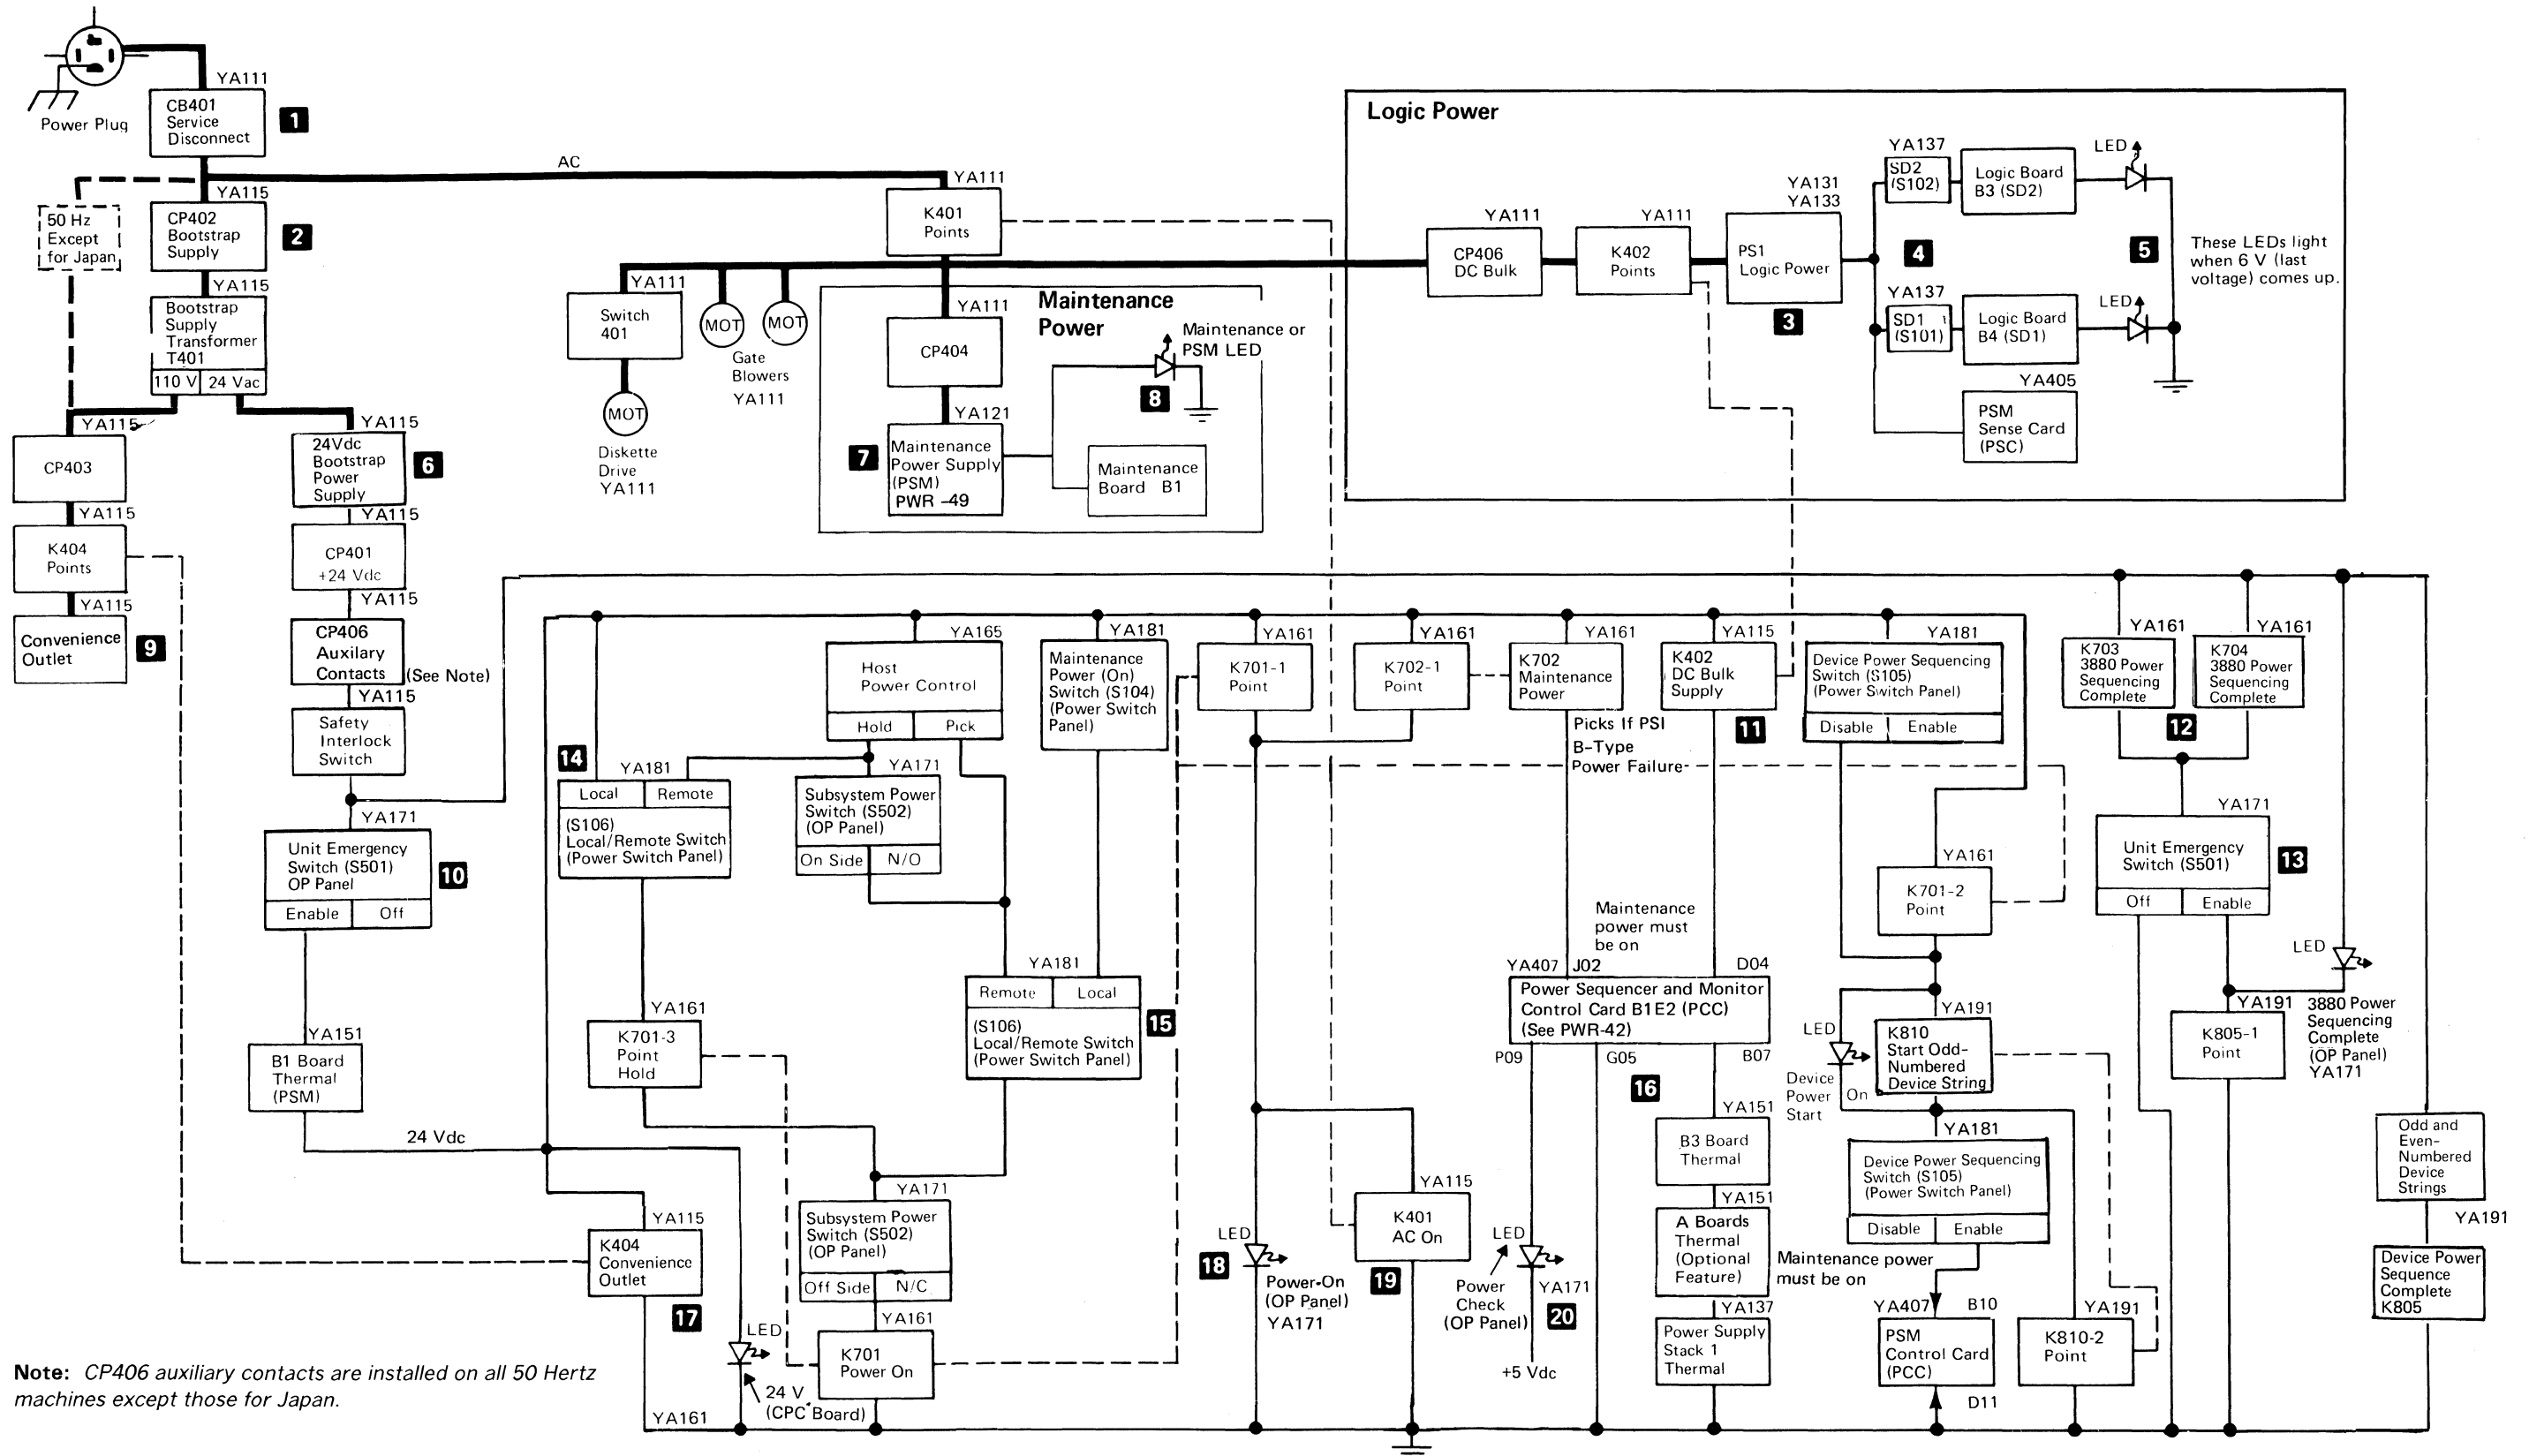 Power Plug
YA111
CB401
Service
Disconnect
1
AC
50 Hz
Except
for Japan
YA115
CP402
Bootstrap
Supply
2
YA115
Bootstrap
Supply
Transformer
T401
110 V
24 Vac
YA115
CP403
YA115
K404
Points
YA115
Convenience
Outlet
9
YA115
24Vdc
Bootstrap
Power
Supply
6
YA115
CP401
+24 Vdc
YA115
CP406
Auxilary
Contacts
(See Note)
YA115
Safety
Interlock
Switch
YA171
Unit Emergency
Switch (S501)
OP Panel
Enable
Off
10
YA151
B1 Board
Thermal
(PSM)
24 Vdc
YA111
K401
Points
YA111
Switch
401
MOT
Diskette
Drive
YA111
MOT
MOT
Gate
Blowers
YA111
Maintenance
Power
YA111
CP404
YA121
7
Maintenance
Power Supply
(PSM)
PWR -49
Maintenance or
PSM LED
8
Maintenance
Board B1
Logic Power
YA111
CP406
DC Bulk
YA111
K402
Points
YA131
YA133
PS1
Logic Power
3
4
YA137
SD2
(S102)
Logic Board
B3 (SD2)
LED
YA137
SD1
(S101)
Logic Board
B4 (SD1)
LED
5
These LEDs light
when 6 V (last
voltage) comes up.
YA405
PSM
Sense Card
(PSC)
YA165
Host
Power Control
Hold
Pick
YA181
Maintenance
Power (On)
Switch (S104)
(Power Switch
Panel)
14
YA181
Local
Remote
(S106)
Local/Remote Switch
(Power Switch Panel)
YA171
Subsystem Power
Switch (S502)
(OP Panel)
On Side
N/O
YA181
Remote
Local
(S106)
Local/Remote Switch
(Power Switch Panel)
15
YA161
K701-3
Point
Hold
YA171
Subsystem Power
Switch (S502)
(OP Panel)
Off Side
N/C
YA161
K701
Power On
YA115
K404
Convenience
Outlet
17
LED
24 V
(CPC Board)
YA161
YA161
K701-1
Point
YA161
K702-1
Point
YA161
K702
Maintenance
Power
Picks If PSI
B-Type
Power Failure
YA115
K402
DC Bulk
Supply
11
YA181
Device Power Sequencing
Switch (S105)
(Power Switch Panel)
Disable
Enable
YA161
K701-2
Point
Maintenance
power must
be on
YA407
J02
D04
Power Sequencer and Monitor
Control Card B1E2 (PCC)
(See PWR-42)
P09
G05
B07
16
YA151
B3 Board
Thermal
YA151
A Boards
Thermal
(Optional
Feature)
YA137
Power Supply
Stack 1
Thermal
LED
18
Power-On
(OP Panel)
YA171
YA115
K401
AC On
19
LED
Power
Check
(OP Panel)
YA171
20
+5 Vdc
LED
Device
Power
Start
On
YA191
K810
Start Odd-
Numbered
Device String
YA181
Device Power Sequencing
Switch (S105)
(Power Switch Panel)
Disable
Enable
Maintenance power
must be on
YA407
B10
PSM
Control Card
(PCC)
D11
YA191
K810-2
Point
YA161
K703
3880 Power
Sequencing
Complete
YA161
K704
3880 Power
Sequencing
Complete
12
YA171
Unit Emergency
Switch (S501)
Off
Enable
13
LED
3880 Power
Sequencing
Complete
(OP Panel)
YA171
YA191
K805-1
Point
Odd and
Even-
Numbered
Device
Strings
YA191
Device Power
Sequence
Complete
K805
Note: CP406 auxiliary contacts are installed on all 50 Hertz
machines except those for Japan.